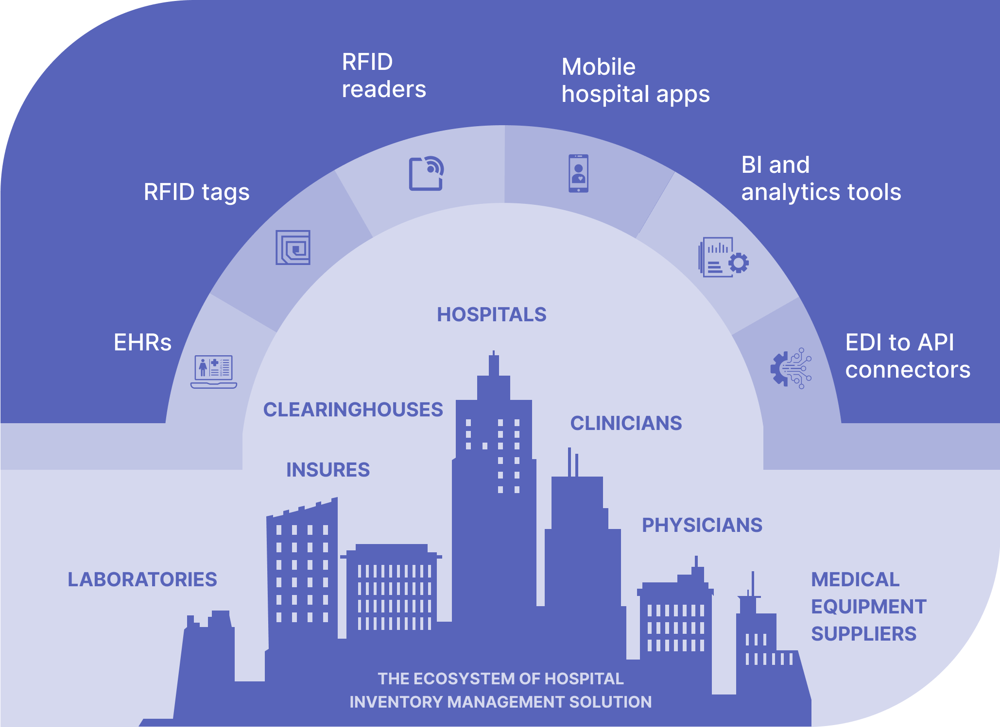 RFID
readers
Mobile
hospital apps
BI and
analytics tools
RFID tags
EHRs
EDI to API
connectors
HOSPITALS
CLEARINGHOUSES
CLINICIANS
INSURES
PHYSICIANS
LABORATORIES
MEDICAL
EQUIPMENT
SUPPLIERS
THE ECOSYSTEM OF HOSPITAL
INVENTORY MANAGEMENT SOLUTION